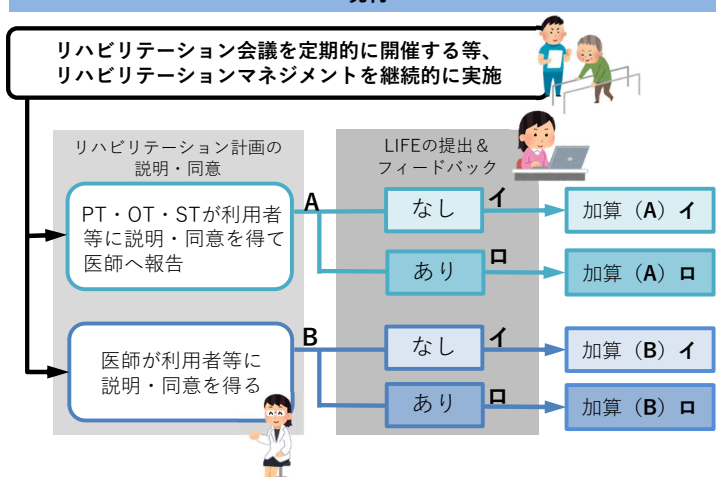 リハビリテーション会議を定期的に開催する等、
リハビリテーションマネジメントを継続的に実施
リハビリテーション計画の
説明・同意
LIFEの提出＆
フィードバック
PT・OT・STが利用者
等に説明・同意を得て
医師へ報告
A
なし
イ
加算（A）イ
あり
ロ
加算（A）ロ
医師が利用者等に
説明・同意を得る
B
なし
イ
加算（B）イ
あり
ロ
加算（B）ロ